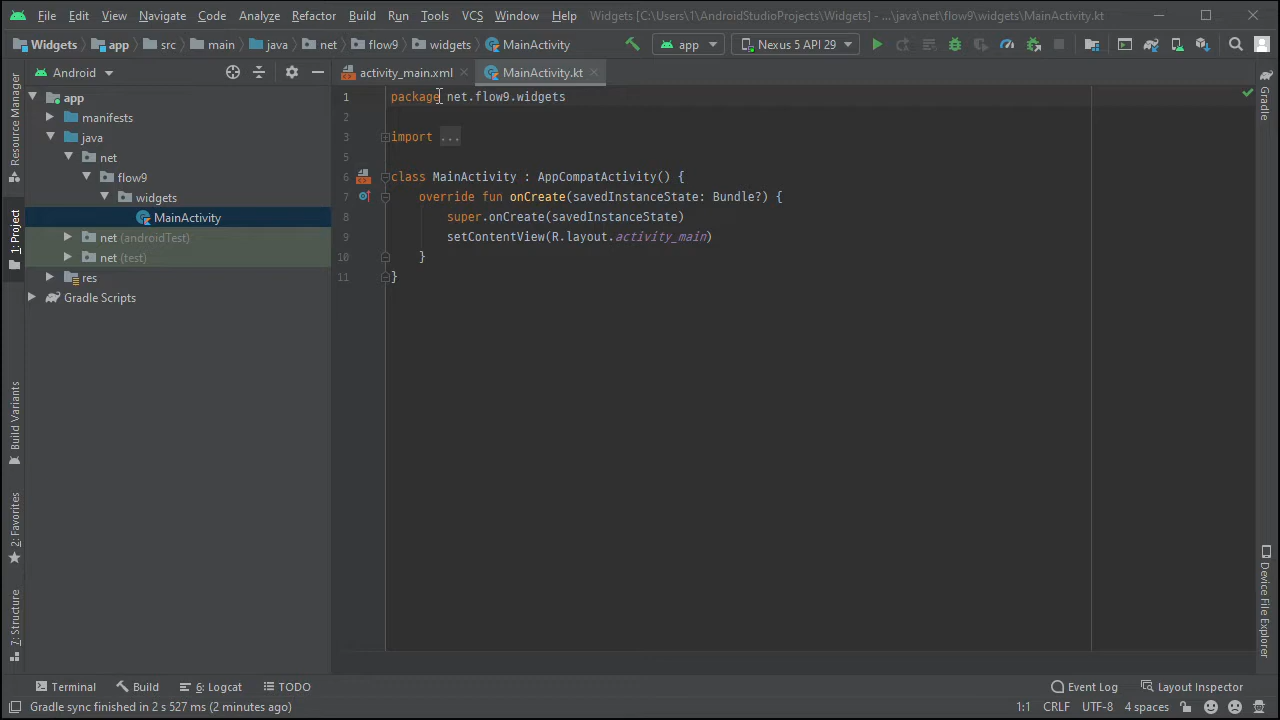 File Edit View Navigate Code Analyze Refactor Build Run Tools VCS Window Help Widgets [C:\Users\1\AndroidStudioProjects\Widgets] - ...\java\net\flow9\widgets\MainActivity.kt
Widgets app src main java net flow9 widgets MainActivity app Nexus 5 API 29
Android
activity_main.xml MainActivity.kt
app
manifests
java
net
flow9
widgets
MainActivity
net (androidTest)
net (test)
res
Gradle Scripts
1 package net.flow9.widgets
2
3 import ...
5
6 class MainActivity : AppCompatActivity() {
7 override fun onCreate(savedInstanceState: Bundle?) {
8 super.onCreate(savedInstanceState)
9 setContentView(R.layout.activity_main)
10 }
11 }
Resource Manager
1: Project
Build Variants
2: Favorites
7: Structure
Gradle
Device File Explorer
Terminal Build 6: Logcat TODO Event Log Layout Inspector
Gradle sync finished in 2 s 527 ms (2 minutes ago) 1:1 CRLF UTF-8 4 spaces